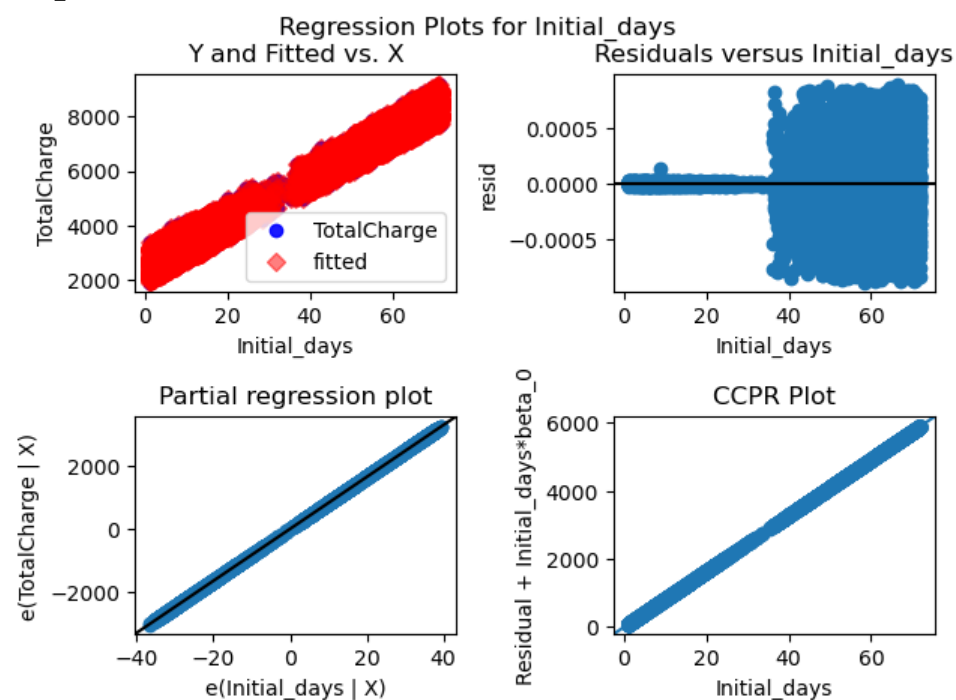 Regression Plots for Initial_days
Y and Fitted vs. X
8000
6000
4000
2000
TotalCharge
TotalCharge
fitted
0 20 40 60
Initial_days
Residuals versus Initial_days
0.0005
0.0000
−0.0005
resid
0 20 40 60
Initial_days
Partial regression plot
2000
0
−2000
e(TotalCharge | X)
−40 −20 0 20 40
e(Initial_days | X)
CCPR Plot
6000
4000
2000
0
Residual + Initial_days*beta_0
0 20 40 60
Initial_days